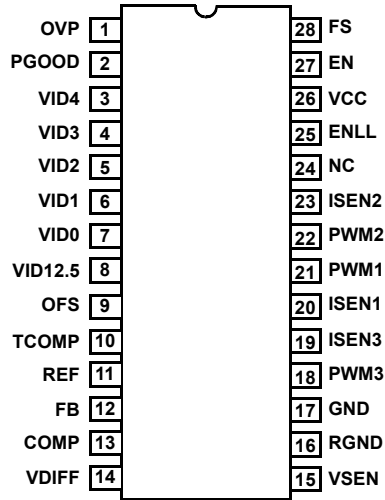 OVP 1 28 FS
PGOOD 2 27 EN
VID4 3 26 VCC
VID3 4 25 ENLL
VID2 5 24 NC
VID1 6 23 ISEN2
VID0 7 22 PWM2
VID12.5 8 21 PWM1
OFS 9 20 ISEN1
TCOMP 10 19 ISEN3
REF 11 18 PWM3
FB 12 17 GND
COMP 13 16 RGND
VDIFF 14 15 VSEN